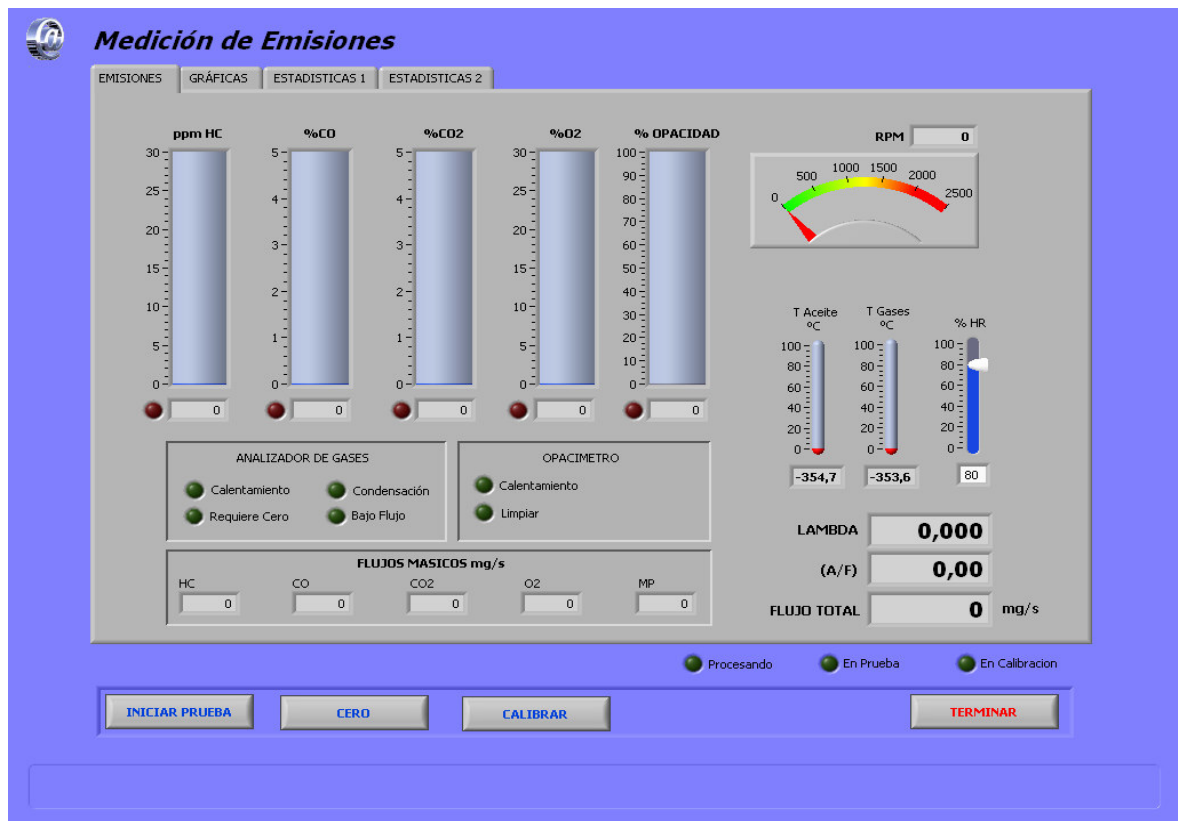 Medición de Emisiones
EMISIONES GRÁFICAS ESTADISTICAS 1 ESTADISTICAS 2
ppm HC %CO %CO2 %O2 % OPACIDAD
30 25 20 15 10 5 0
5 4 3 2 1 0
5 4 3 2 1 0
30 25 20 15 10 5 0
100 90 80 70 60 50 40 30 20 10 0
0 0 0 0 0
RPM 0
0 500 1000 1500 2000 2500
T Aceite
ºC
T Gases
ºC
% HR
100 80 60 40 20 0
100 80 60 40 20 0
100 80 60 40 20 0
-354,7 -353,6 80
ANALIZADOR DE GASES
Calentamiento Condensación
Requiere Cero Bajo Flujo
OPACIMETRO
Calentamiento
Limpiar
FLUJOS MASICOS mg/s
HC CO CO2 O2 MP
0 0 0 0 0
LAMBDA 0,000
(A/F) 0,00
FLUJO TOTAL 0 mg/s
Procesando En Prueba En Calibracion
INICIAR PRUEBA CERO CALIBRAR TERMINAR